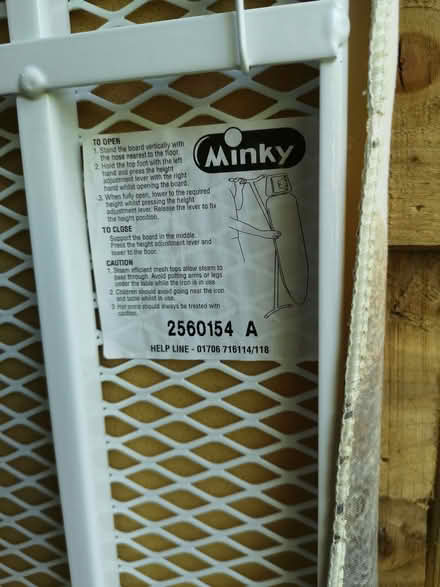 TO OPEN
1. Stand the board vertically with
the nose nearest to the floor.
2. Hold the top foot with the left
hand and press the height
adjustment lever with the right
hand whilst opening the board.
3. When fully open, lower to the required
height whilst pressing the height
adjustment lever. Release the lever to fix
the height position.
TO CLOSE
Support the board in the middle.
Press the height adjustment lever and
lower to the floor.
CAUTION
1. Steam efficient mesh tops allow steam to
pass through. Avoid putting arms or legs
under the table while the iron is in use.
2. Children should avoid going near the iron
and table whilst in use.
3. Hot irons should always be treated with
caution.
Minky
2560154 A
HELP LINE - 01706 716114/118